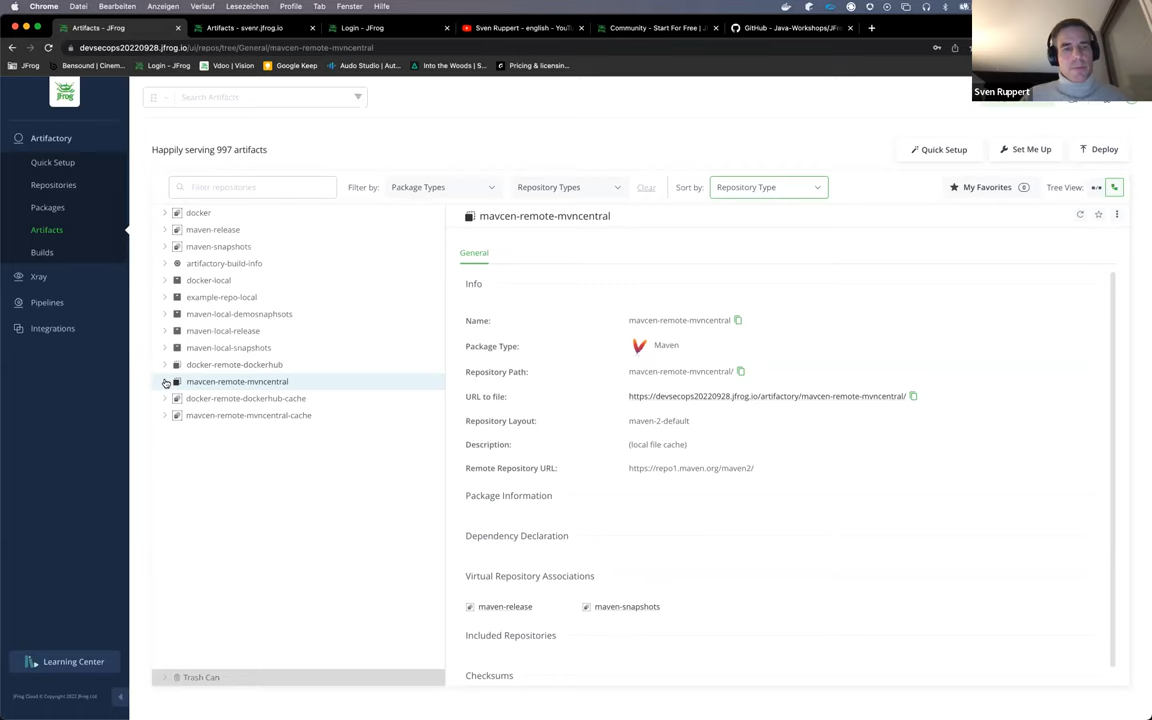 Chrome Datei Bearbeiten Anzeigen Verlauf Lesezeichen Profile Tab Fenster Hilfe
Artifacts - JFrog
Artifacts - svenr.jfrog.io
Login - JFrog
Sven Ruppert - english - YouT
Community - Start For Free | J
GitHub - Java-Workshops/JFro
devsecops20220928.jfrog.io/ui/repos/tree/General/mavcen-remote-mvncentral
JFrog
Bensound | Cinem...
Login - JFrog
Vdoo | Vision
Google Keep
Audio Studio | Aut...
Into the Woods | S...
Pricing & licensin...
Sven Ruppert
JFrog
Search Artifacts
Artifactory
Quick Setup
Repositories
Packages
Artifacts
Builds
Xray
Pipelines
Integrations
Learning Center
JFrog Cloud © Copyright 2022 JFrog Ltd
Happily serving 997 artifacts
Quick Setup
Set Me Up
Deploy
Filter repositories
Filter by:
Package Types
Repository Types
Clear
Sort by:
Repository Type
My Favorites 0
Tree View:
docker
maven-release
maven-snapshots
artifactory-build-info
docker-local
example-repo-local
maven-local-demosnaphsots
maven-local-release
maven-local-snapshots
docker-remote-dockerhub
mavcen-remote-mvncentral
docker-remote-dockerhub-cache
mavcen-remote-mvncentral-cache
Trash Can
mavcen-remote-mvncentral
General
Info
Name: mavcen-remote-mvncentral
Package Type: Maven
Repository Path: mavcen-remote-mvncentral/
URL to file: https://devsecops20220928.jfrog.io/artifactory/mavcen-remote-mvncentral/
Repository Layout: maven-2-default
Description: (local file cache)
Remote Repository URL: https://repo1.maven.org/maven2/
Package Information
Dependency Declaration
Virtual Repository Associations
maven-release
maven-snapshots
Included Repositories
Checksums